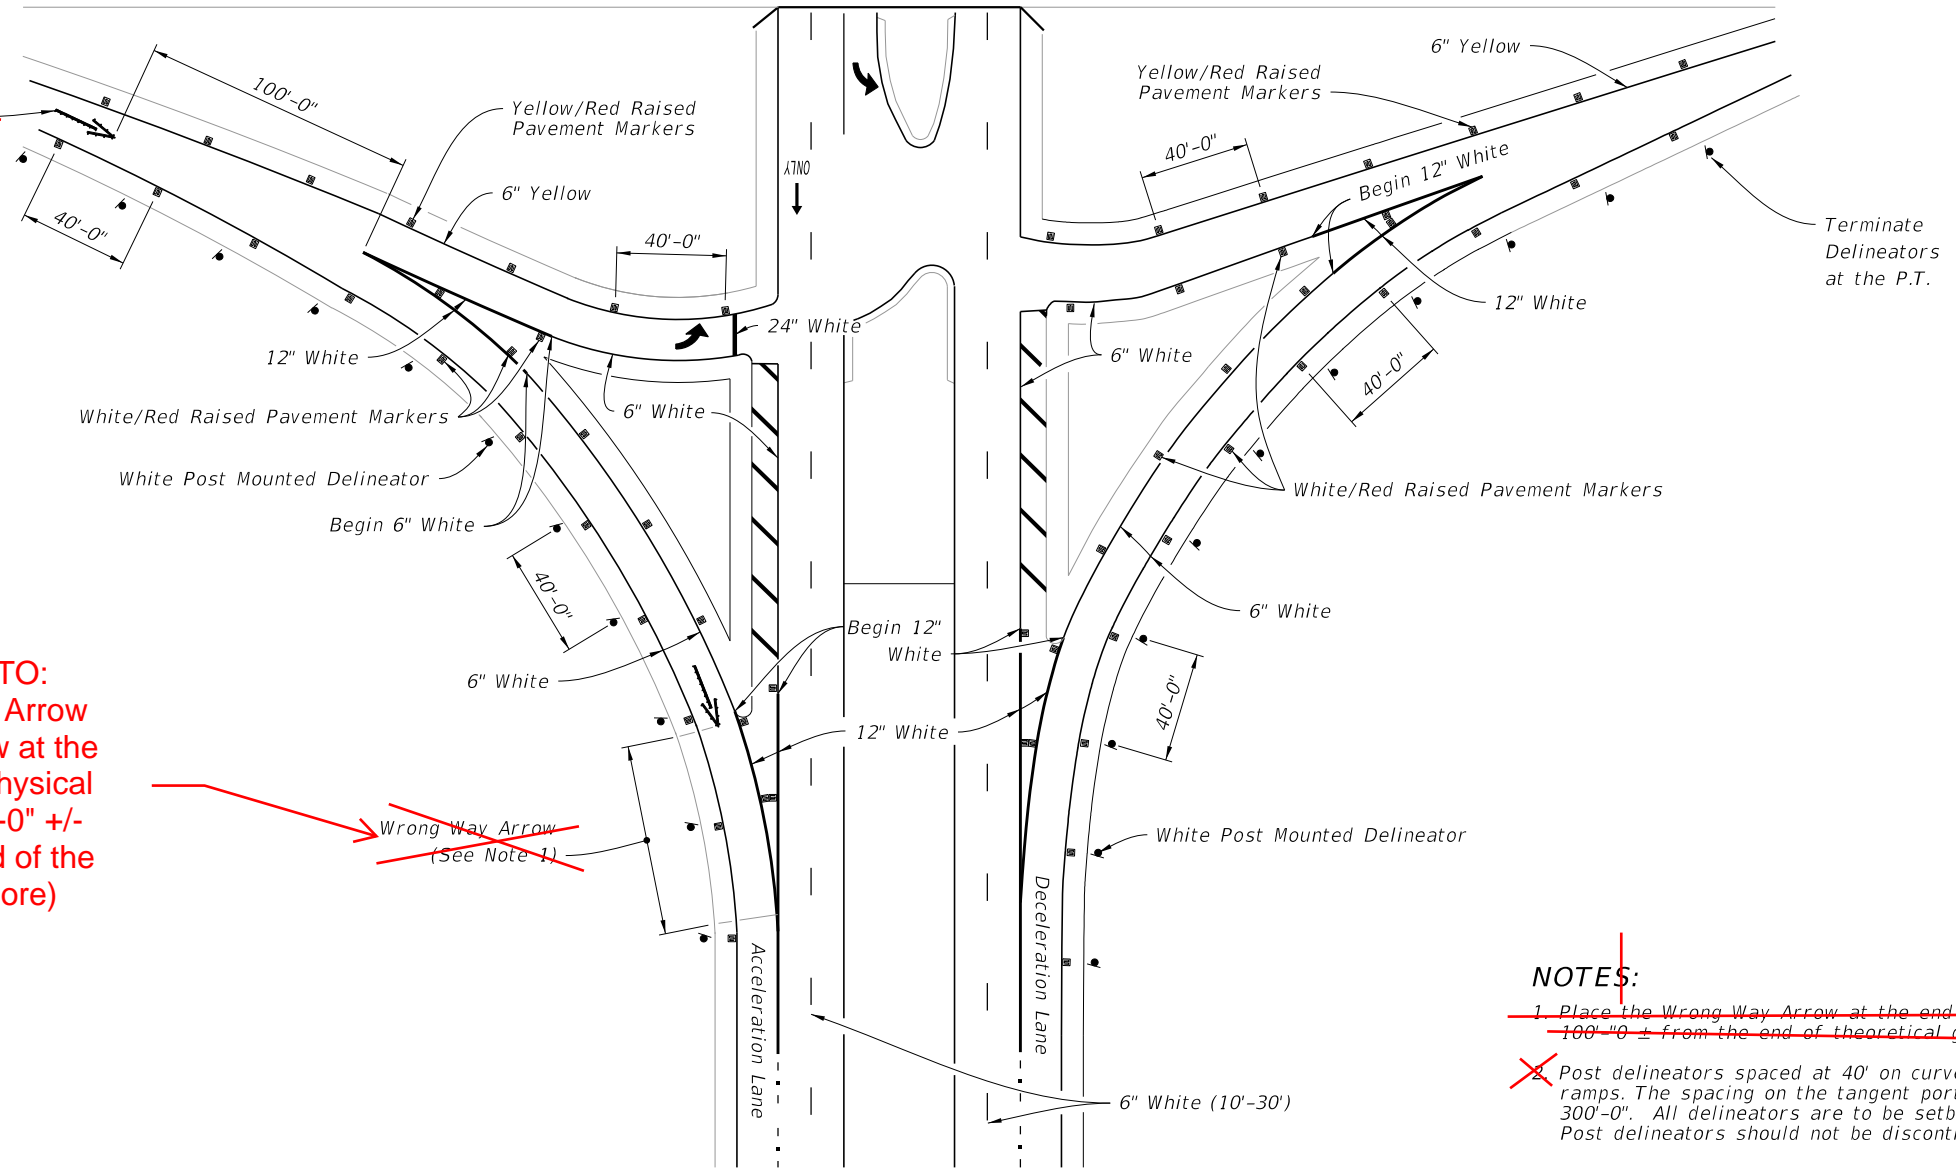 6" Yellow
Yellow/Red Raised
Pavement Markers
100'-0"
Yellow/Red Raised
Pavement Markers
40'-0"
Begin 12" White
ONLY
6" Yellow
40'-0"
40'-0"
Terminate
Delineators
at the P.T.
12" White
24" White
12" White
6" White
40'-0"
6" White
White/Red Raised Pavement Markers
White Post Mounted Delineator
White/Red Raised Pavement Markers
Begin 6" White
40'-0"
6" White
Begin 12"
White
6" White
40'-0"
12" White
TO:
Arrow
at the
-0" +/-
of the
Wrong Way Arrow
(See Note 1)
White Post Mounted Delineator
Acceleration Lane
Deceleration Lane
6" White (10'-30')
NOTES:
1. Place the Wrong Way Arrow at the end
100'-"0 ± from the end of theoretical
2. Post delineators spaced at 40' on
ramps. The spacing on the tangent
300'-0". All delineators are to be
Post delineators should not be